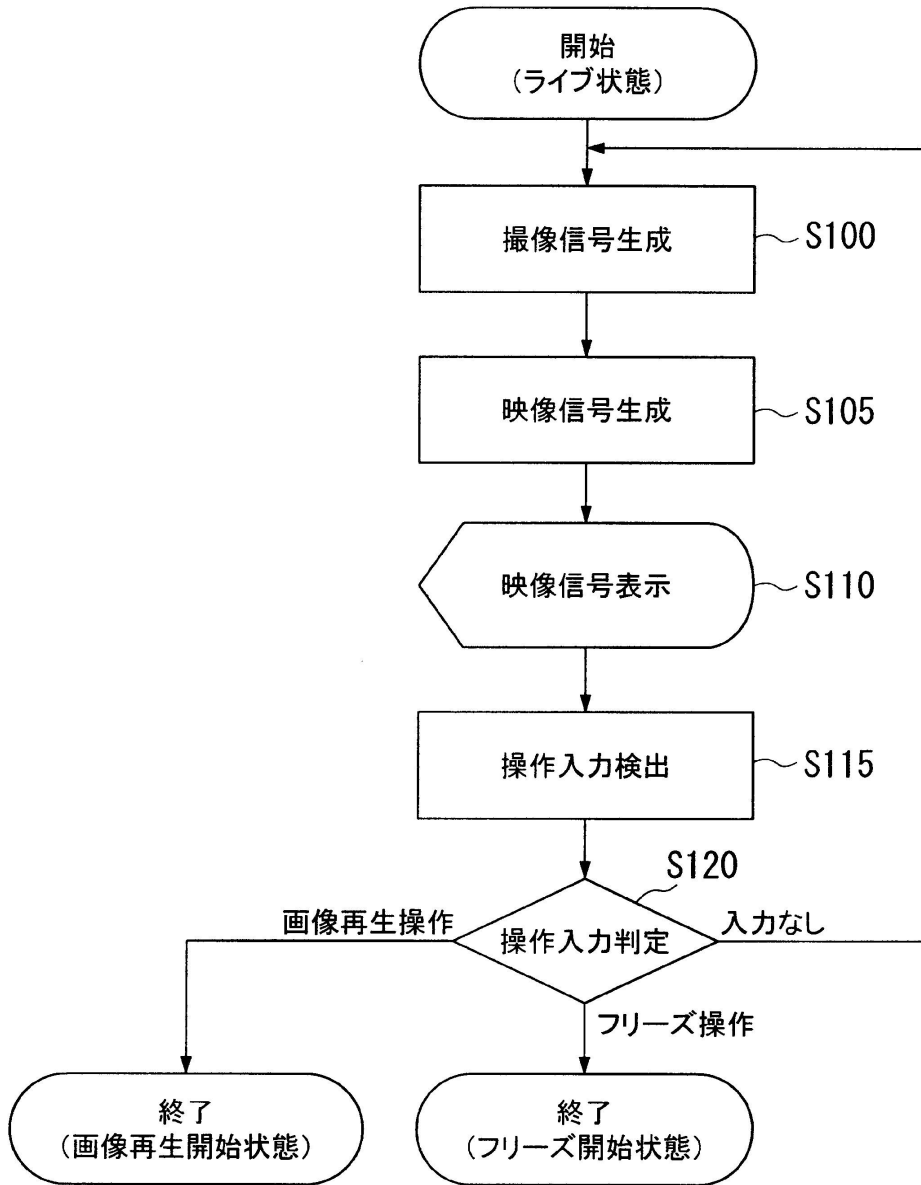 開始
(ライブ状態)
撮像信号生成
S100
映像信号生成
S105
映像信号表示
S110
操作入力検出
S115
S120
画像再生操作
操作入力判定
入力なし
フリーズ操作
終了
(画像再生開始状態)
終了
(フリーズ開始状態)